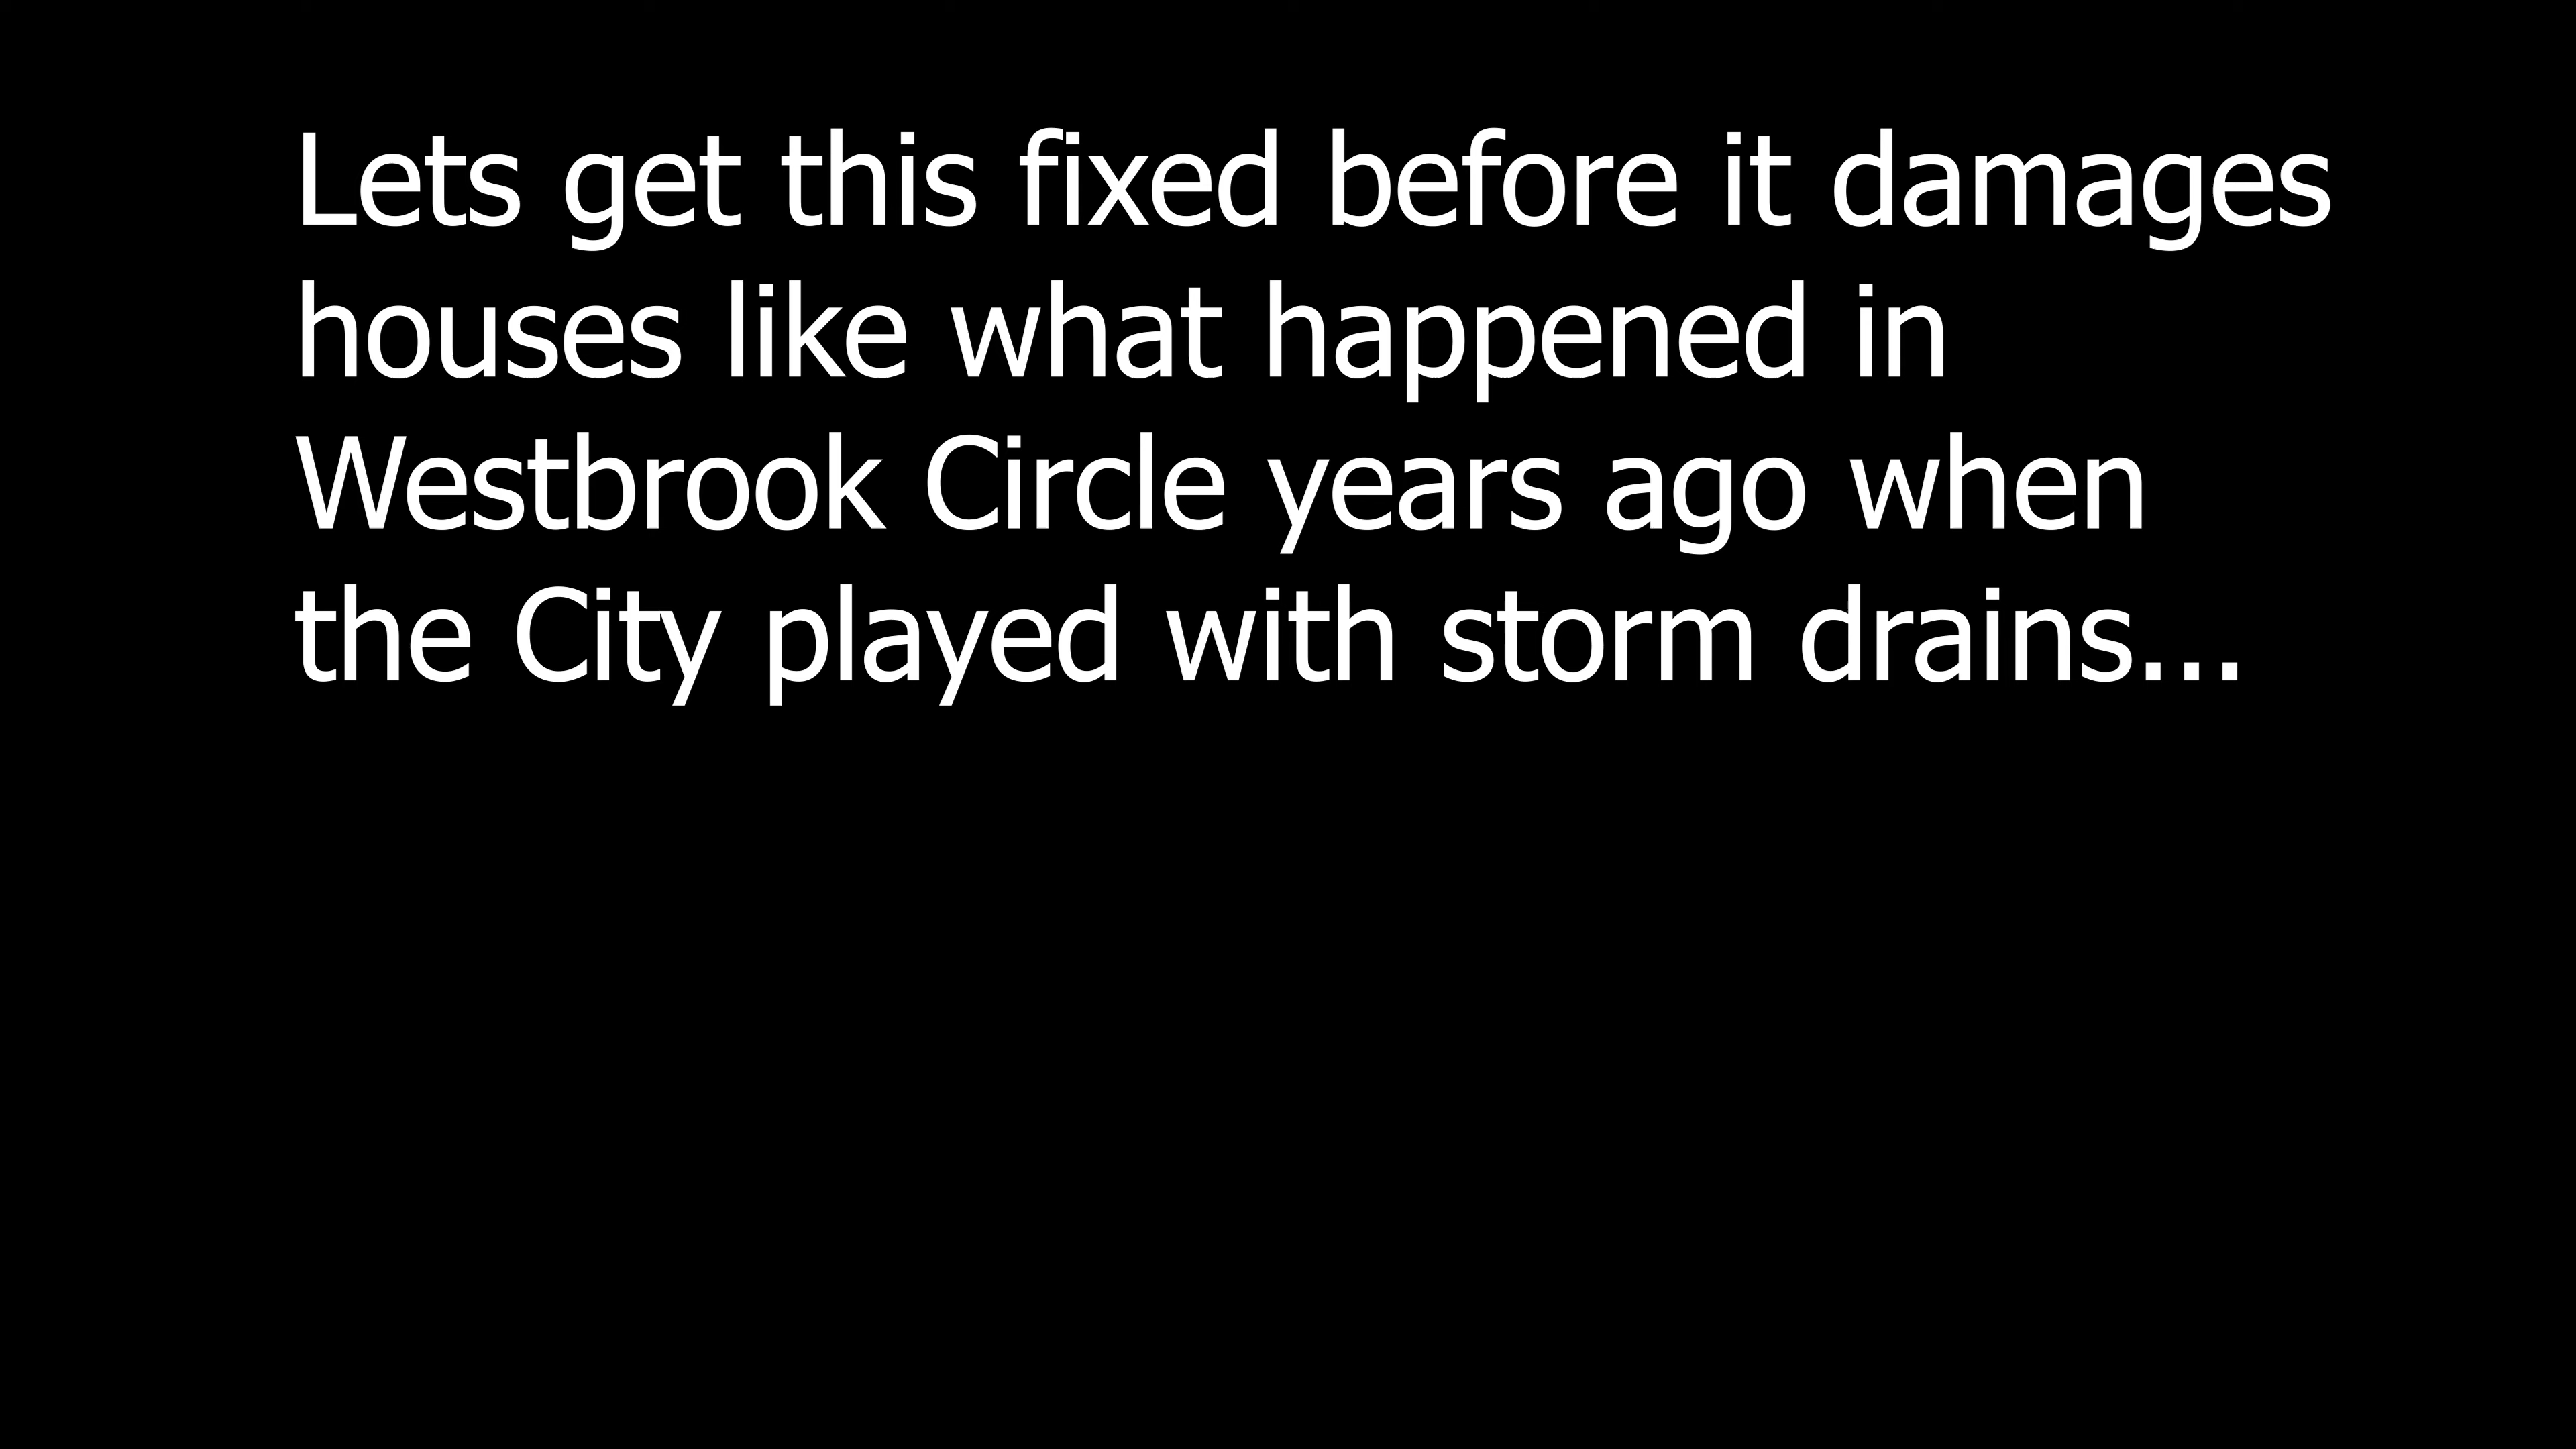 Lets get this fixed before it damages
houses like what happened in
Westbrook Circle years ago when
the City played with storm drains...